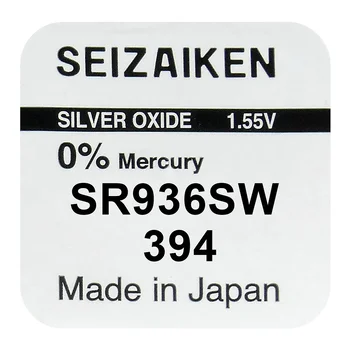 SEIZAIKEN
SILVER OXIDE 1.55V
0% Mercury
SR936SW
394
Made in Japan